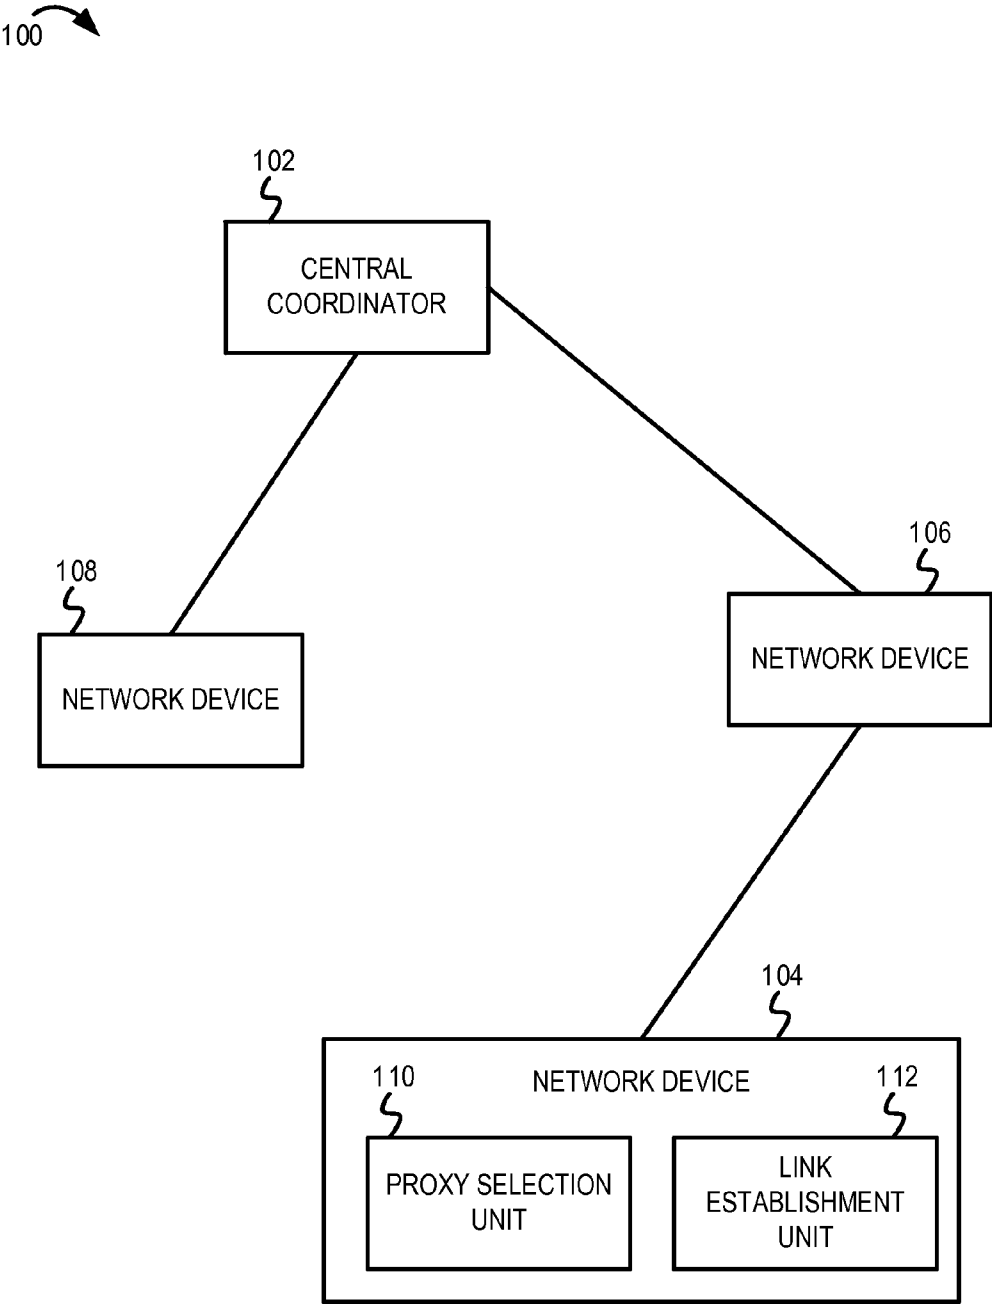 100
102
CENTRAL
COORDINATOR
106
108
NETWORK DEVICE
NETWORK DEVICE
104
NETWORK DEVICE
110
112
PROXY SELECTION
UNIT
LINK
ESTABLISHMENT
UNIT